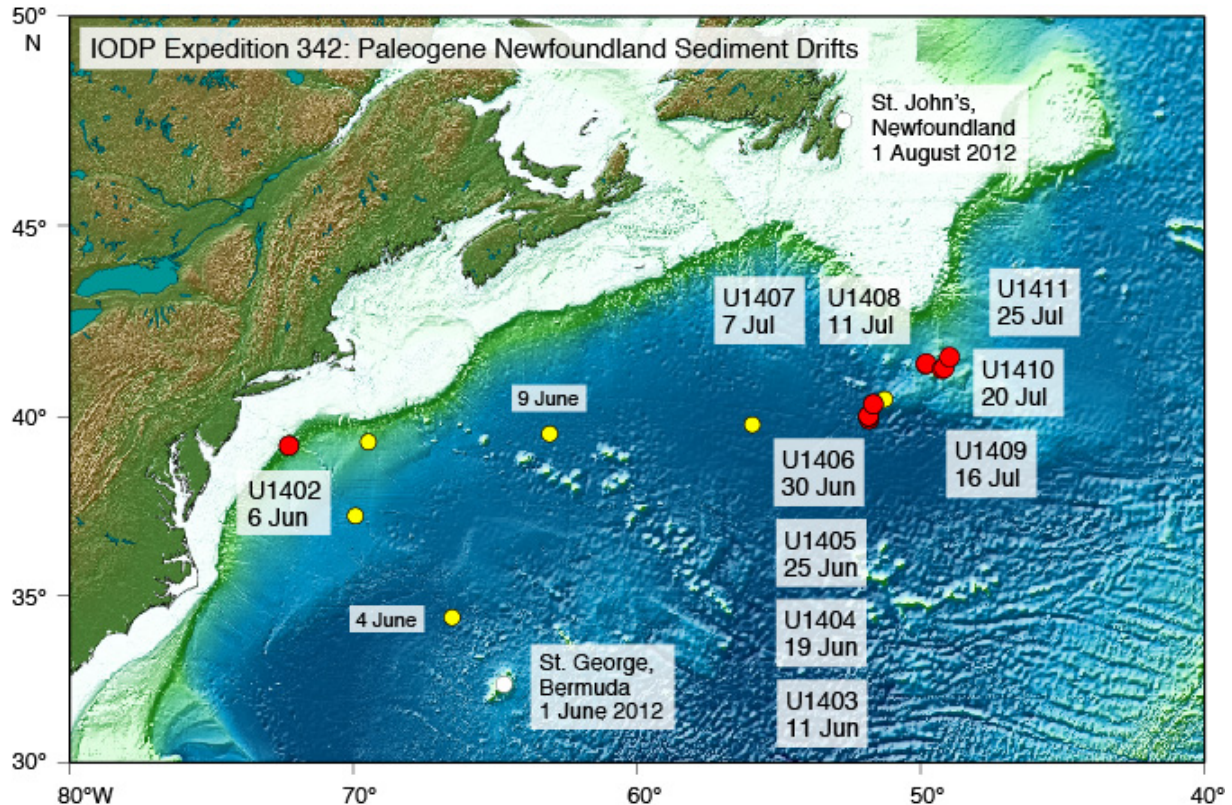 50°
N
IODP Expedition 342: Paleogene Newfoundland Sediment Drifts
St. John's,
Newfoundland
1 August 2012
45°
U1407
7 Jul
U1408
11 Jul
U1411
25 Jul
U1410
20 Jul
40°
9 June
U1409
16 Jul
U1402
6 Jun
U1406
30 Jun
U1405
25 Jun
35°
4 June
U1404
19 Jun
St. George,
Bermuda
1 June 2012
U1403
11 Jun
30°
80°W
70°
60°
50°
40°